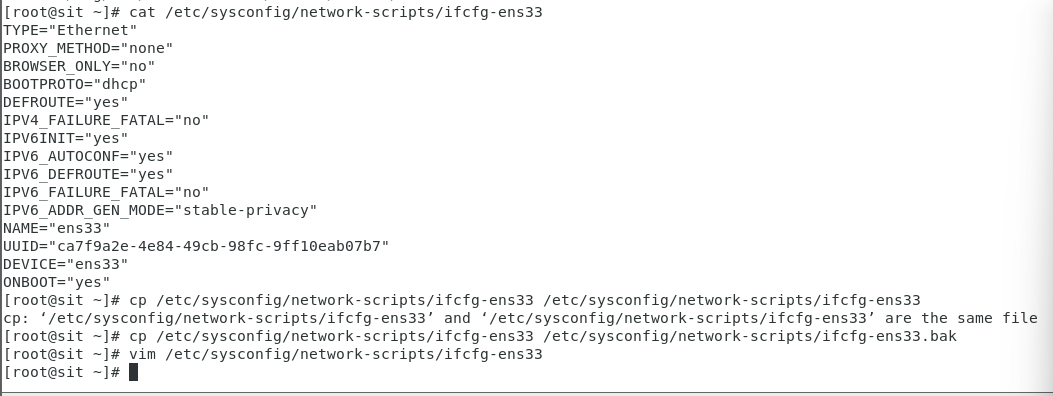 [root@sit ~]# cat /etc/sysconfig/network-scripts/ifcfg-ens33
TYPE="Ethernet"
PROXY_METHOD="none"
BROWSER_ONLY="no"
BOOTPROTO="dhcp"
DEFROUTE="yes"
IPV4_FAILURE_FATAL="no"
IPV6INIT="yes"
IPV6_AUTOCONF="yes"
IPV6_DEFROUTE="yes"
IPV6_FAILURE_FATAL="no"
IPV6_ADDR_GEN_MODE="stable-privacy"
NAME="ens33"
UUID="ca7f9a2e-4e84-49cb-98fc-9ff10eab07b7"
DEVICE="ens33"
ONBOOT="yes"
[root@sit ~]# cp /etc/sysconfig/network-scripts/ifcfg-ens33 /etc/sysconfig/network-scripts/ifcfg-ens33
cp: ‘/etc/sysconfig/network-scripts/ifcfg-ens33’ and ‘/etc/sysconfig/network-scripts/ifcfg-ens33’ are the same file
[root@sit ~]# cp /etc/sysconfig/network-scripts/ifcfg-ens33 /etc/sysconfig/network-scripts/ifcfg-ens33.bak
[root@sit ~]# vim /etc/sysconfig/network-scripts/ifcfg-ens33
[root@sit ~]#